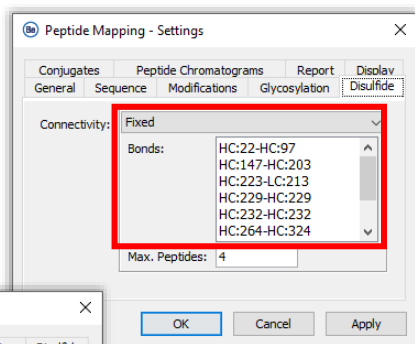 Be Peptide Mapping - Settings
Conjugates Peptide Chromatograms Report Display
General Sequence Modifications Glycosylation Disulfide
Connectivity: Fixed
Bonds: HC:22-HC:97
HC:147-HC:203
HC:223-LC:213
HC:229-HC:229
HC:232-HC:232
HC:264-HC:324
Max. Peptides: 4
OK Cancel Apply